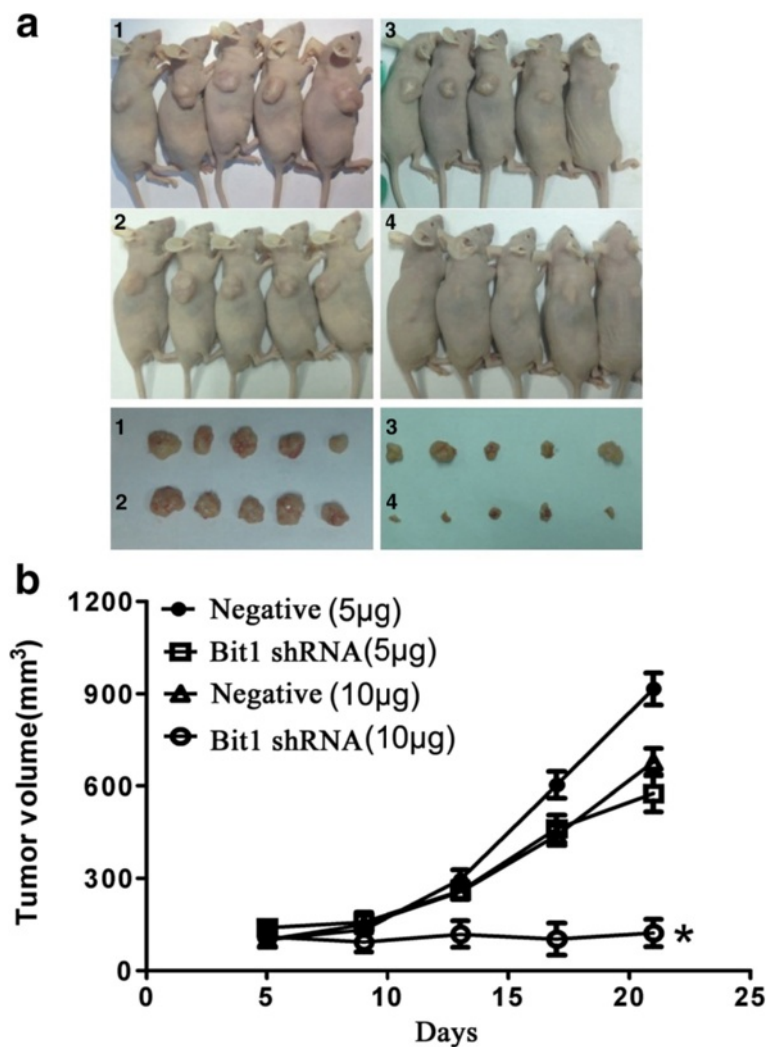 a
1
3
2
4
1
3
2
4
b
1200
900
600
300
0
Tumor volume(mm³)
Negative (5μg)
Bit1 shRNA (5μg)
Negative (10μg)
Bit1 shRNA (10μg)
*
0 5 10 15 20 25
Days